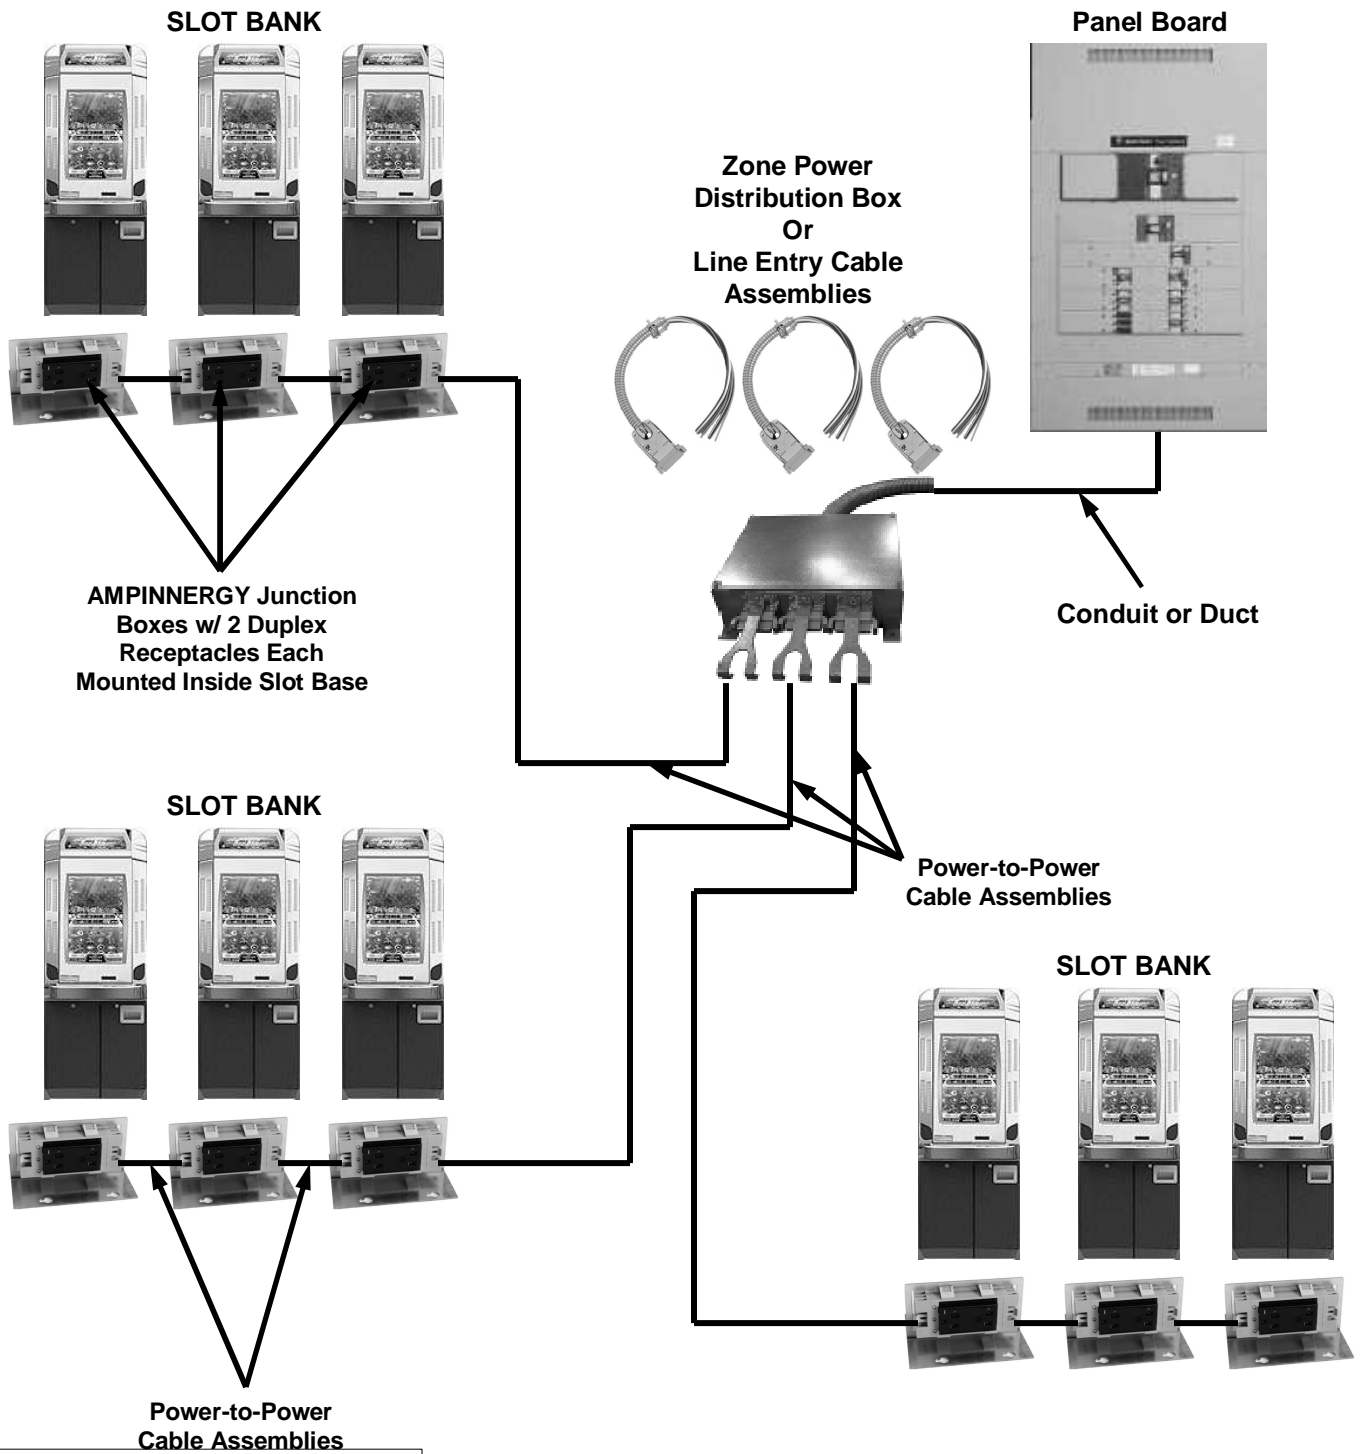 SLOT BANK
Panel Board
Zone Power
Distribution Box
Or
Line Entry Cable
Assemblies
AMPINNERGY Junction
Boxes w/ 2 Duplex
Receptacles Each
Mounted Inside Slot Base
Conduit or Duct
SLOT BANK
Power-to-Power
Cable Assemblies
SLOT BANK
Power-to-Power
Cable Assemblies